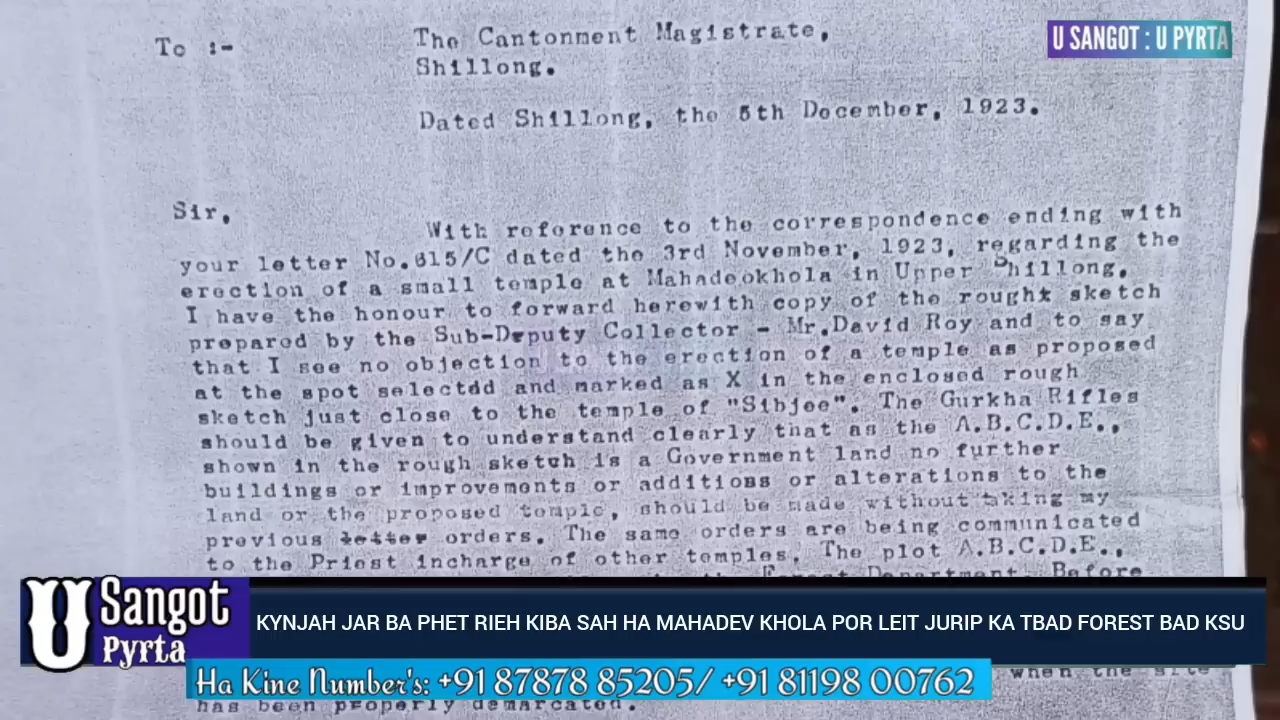 To :-
The Cantonment Magistrate,
Shillong.
U SANGOT : U PYRTA
Dated Shillong, the 5th December, 1923.
Sir,
With reference to the correspondence ending with
your letter No.615/C dated the 3rd November, 1923, regarding the
erection of a small temple at Mahadeokhola in Upper Shillong.
I have the honour to forward herewith copy of the rough sketch
prepared by the Sub-Deputy Collector - Mr.David Roy and to say
that I see no objection to the erection of a temple as proposed
at the spot selected and marked as X in the enclosed rough
sketch just close to the temple of "Sibjee". The Gurkha Rifles
should be given to understand clearly that as the A.B.C.D.E.,
shown in the rough sketch is a Government land no further
buildings or improvements or additions or alterations to the
land or the proposed temple, should be made without taking my
previous letter orders. The same orders are being communicated
to the Priest incharge of other temples. The plot A.B.C.D.E.,
Forest Department. Before
U Sangot Pyrta
KYNJAH JAR BA PHET RIEH KIBA SAH HA MAHADEV KHOLA POR LEIT JURIP KA TBAD FOREST BAD KSU
Ha Kine Number's: +91 87878 85205/ +91 81198 00762
when the site
has been properly demarcated.